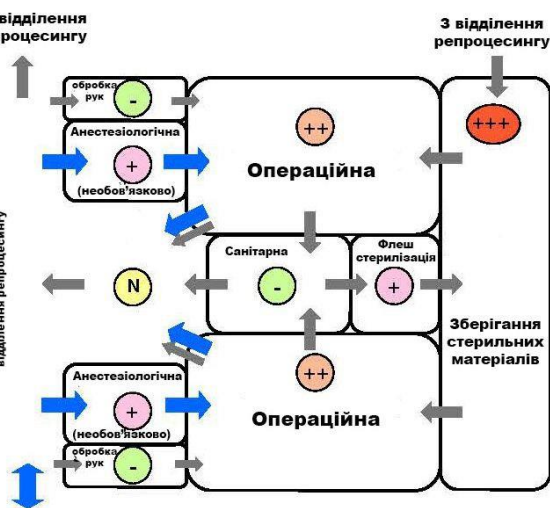 відділення
процесингу
З відділення
репроцесингу
обробка
рук
-
Анестезіологічна
+
(необов'язково)
++
Операційна
+++
Санітарна
-
Флеш
стерилізація
+
N
відділення репроцесингу
Зберігання
стерильних
матеріалів
++
Операційна
Анестезіологічна
+
(необов'язково)
обробка
рук
-